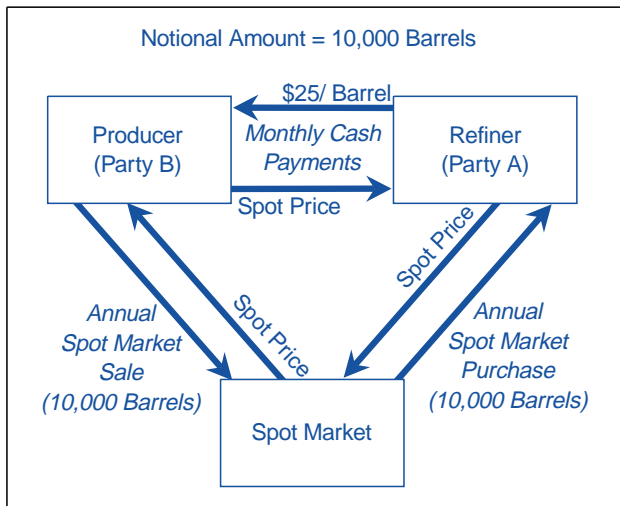 Notional Amount = 10,000 Barrels
$25/ Barrel
Producer
(Party B)
Monthly Cash
Payments
Refiner
(Party A)
Spot Price
Spot Price
Spot Price
Annual
Spot Market
Sale
(10,000 Barrels)
Annual
Spot Market
Purchase
(10,000 Barrels)
Spot Market